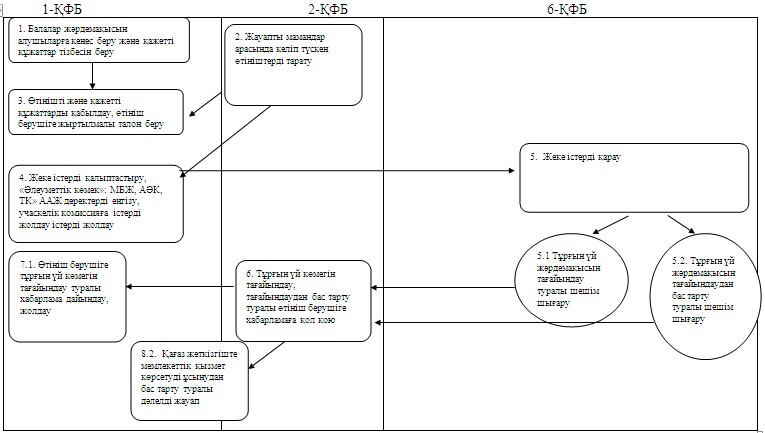 1-ҚФБ
2-ҚФБ
6-ҚФБ
1. Балалар жәрдемақысын
алушыларға кеңес беру және қажетті
құжаттар тізбесін беру
2. Жауапты мамандар
арасында келіп түскен
өтініштерді тарату
3. Өтінішті және қажетті
құжаттарды қабылдау, өтініш
берушіге жыртылмалы талон беру
4. Жеке істерді қалыптастыру,
«Әлеуметтік көмек»: МБЖ, АӘК,
ТК» ААЖ деректерді енгізу,
учаскелік комиссияға істерді
жолдау істерді жолдау
5. Жеке істерді қарау
5.1 Тұрғын үй
жәрдемақысын
тағайындау
туралы шешім
шығару
5.2. Тұрғын үй
жәрдемақысын
тағайындаудан
бас тарту
туралы шешім
шығару
6. Тұрғын үй көмегін
тағайындау,
тағайындаудан бас тарту
туралы өтініш берушіге
хабарламаға қол қою
7.1. Өтініш берушіге
тұрғын үй көмегін
тағайындау туралы
хабарлама дайындау,
жолдау
8.2. Қағаз жеткізгіште
мемлекеттік қызмет
көрсетуді ұсынудан
бас тарту туралы
дәлелді жауап